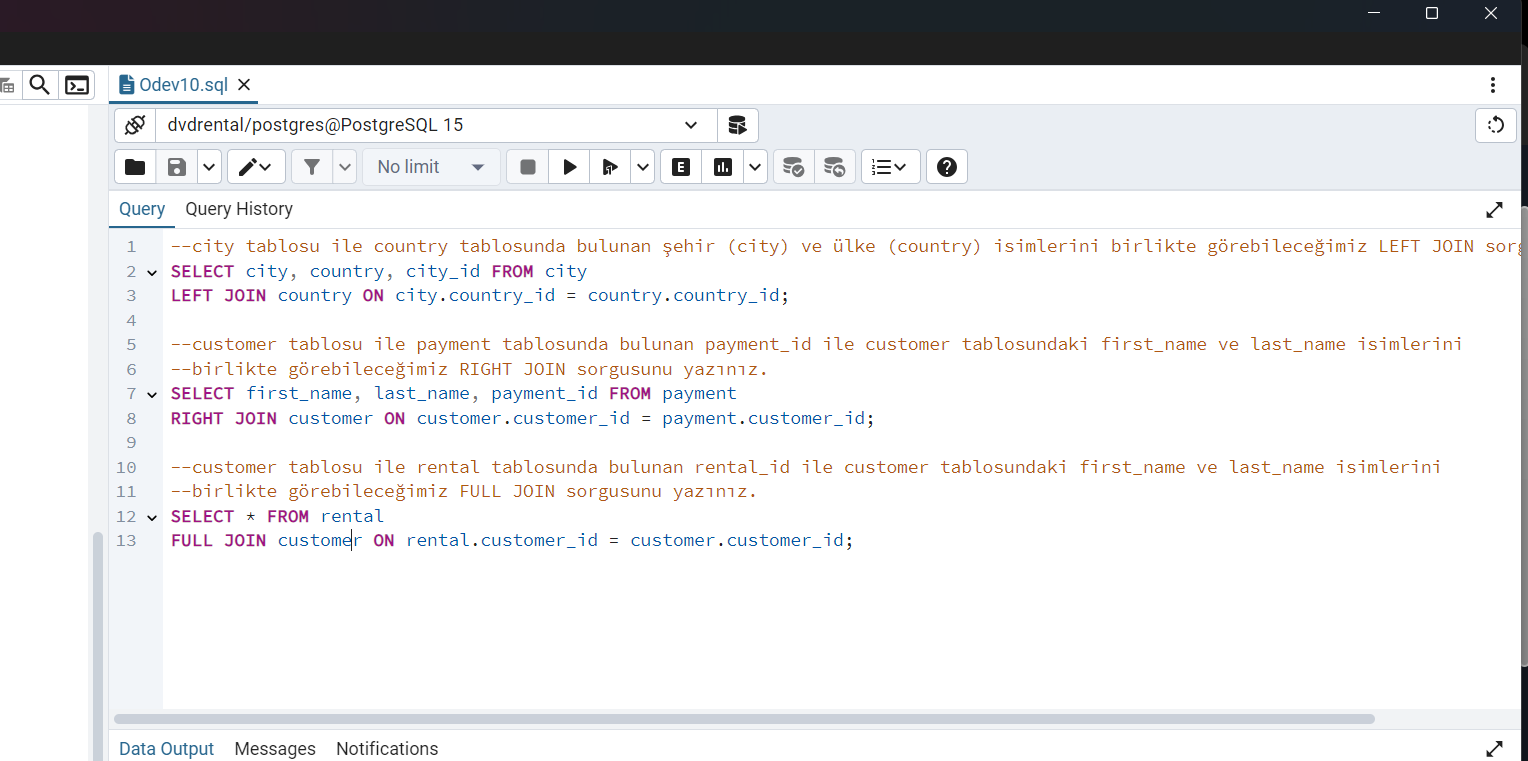 Odev10.sql
dvdrental/postgres@PostgreSQL 15
No limit
E
Query Query History
1 --city tablosu ile country tablosunda bulunan şehir (city) ve ülke (country) isimlerini birlikte görebileceğimiz LEFT JOIN
2 SELECT city, country, city_id FROM city
3 LEFT JOIN country ON city.country_id = country.country_id;
4
5 --customer tablosu ile payment tablosunda bulunan payment_id ile customer tablosundaki first_name ve last_name isimlerini
6 --birlikte görebileceğimiz RIGHT JOIN sorgusunu yazınız.
7 SELECT first_name, last_name, payment_id FROM payment
8 RIGHT JOIN customer ON customer.customer_id = payment.customer_id;
9
10 --customer tablosu ile rental tablosunda bulunan rental_id ile customer tablosundaki first_name ve last_name isimlerini
11 --birlikte görebileceğimiz FULL JOIN sorgusunu yazınız.
12 SELECT * FROM rental
13 FULL JOIN customer ON rental.customer_id = customer.customer_id;
Data Output Messages Notifications